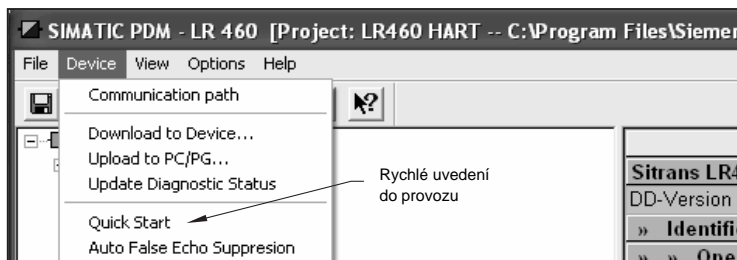 SIMATIC PDM - LR 460 [Project: LR460 HART -- C:\Program Files\Siemen
File Device View Options Help
Communication path
Download to Device...
Upload to PC/PG...
Update Diagnostic Status
Rychlé uvedení
do provozu
Quick Start
Auto False Echo Suppresion
Sitrans LR4
DD-Version
» Identifi
» » Ope